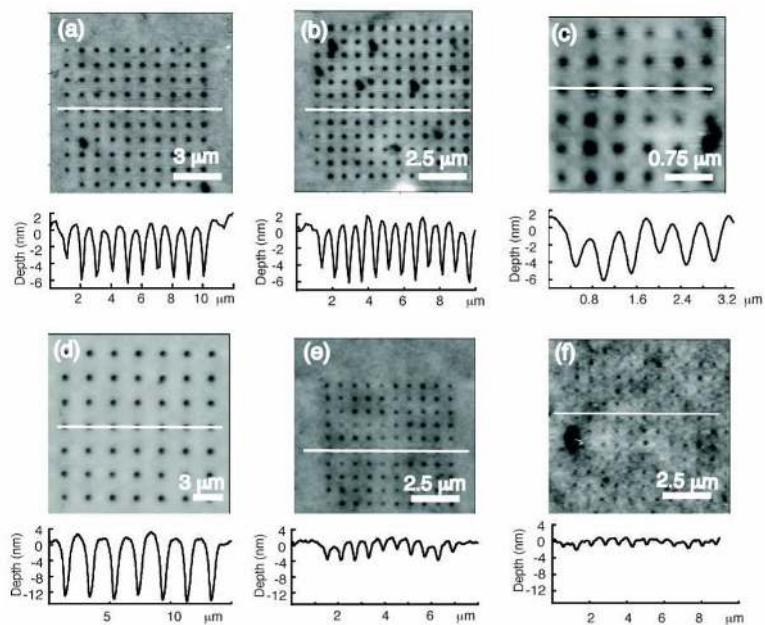 (a)
3 μm
(b)
2.5 μm
(c)
0.75 μm
Depth (nm)
2
0
-2
-4
-6
2 4 6 8 10 μm
Depth (nm)
2
0
-2
-4
-6
2 4 6 8 μm
Depth (nm)
2
0
-2
-4
-6
0.8 1.6 2.4 3.2 μm
(d)
3 μm
(e)
2.5 μm
(f)
2.5 μm
Depth (nm)
4
0
-4
-8
-12
5 10 μm
Depth (nm)
4
0
-4
-8
-12
2 4 6 μm
Depth (nm)
4
0
-4
-8
-12
2 4 6 8 μm